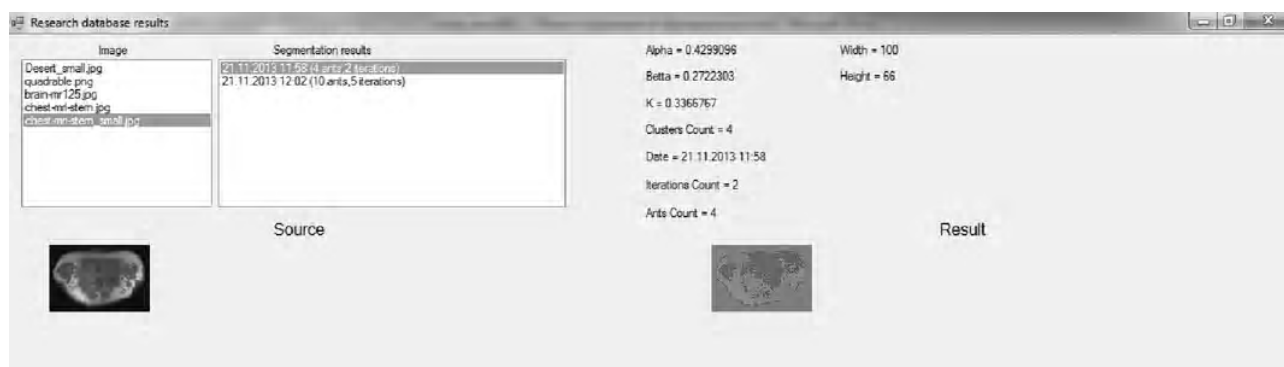 Research database results
Image
Segmentation results
Desert_small.jpg
quadrable.png
brain-mr125.jpg
chest-mri-stem.jpg
chest-mri-stem_small.jpg
21.11.2013 11:58 (4 ants;2 iterations)
21.11.2013 12:02 (10 ants,5 iterations)
Alpha = 0.4299096
Betta = 0.2722303
K = 0.3366767
Clusters Count = 4
Date = 21.11.2013 11:58
Iterations Count = 2
Ants Count = 4
Width = 100
Height = 66
Source
Result